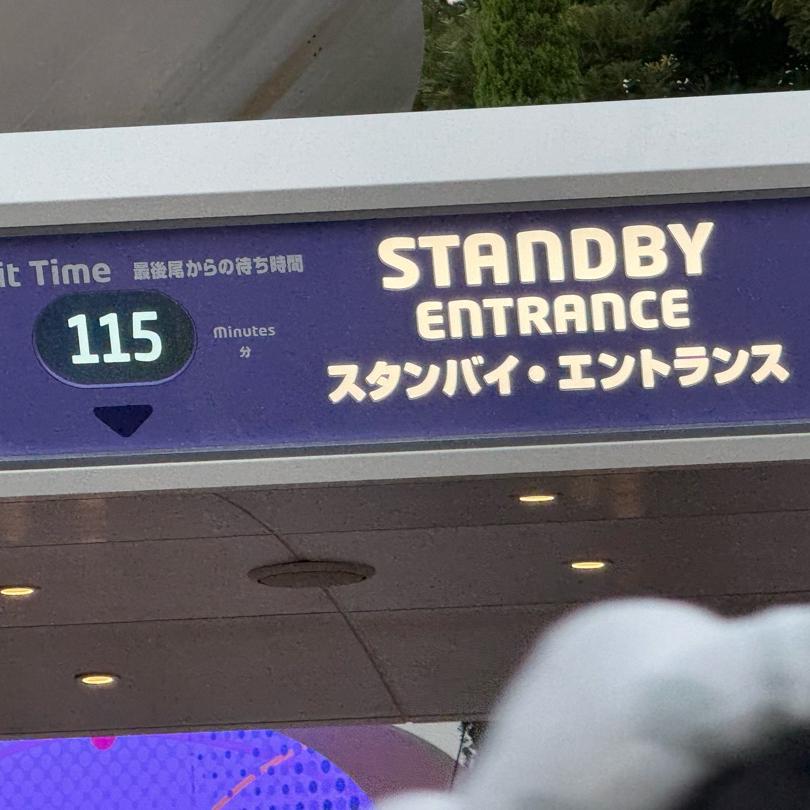 it Time 最後尾からの待ち時間
115 Minutes
分
STANDBY
ENTRANCE
スタンバイ・エントランス